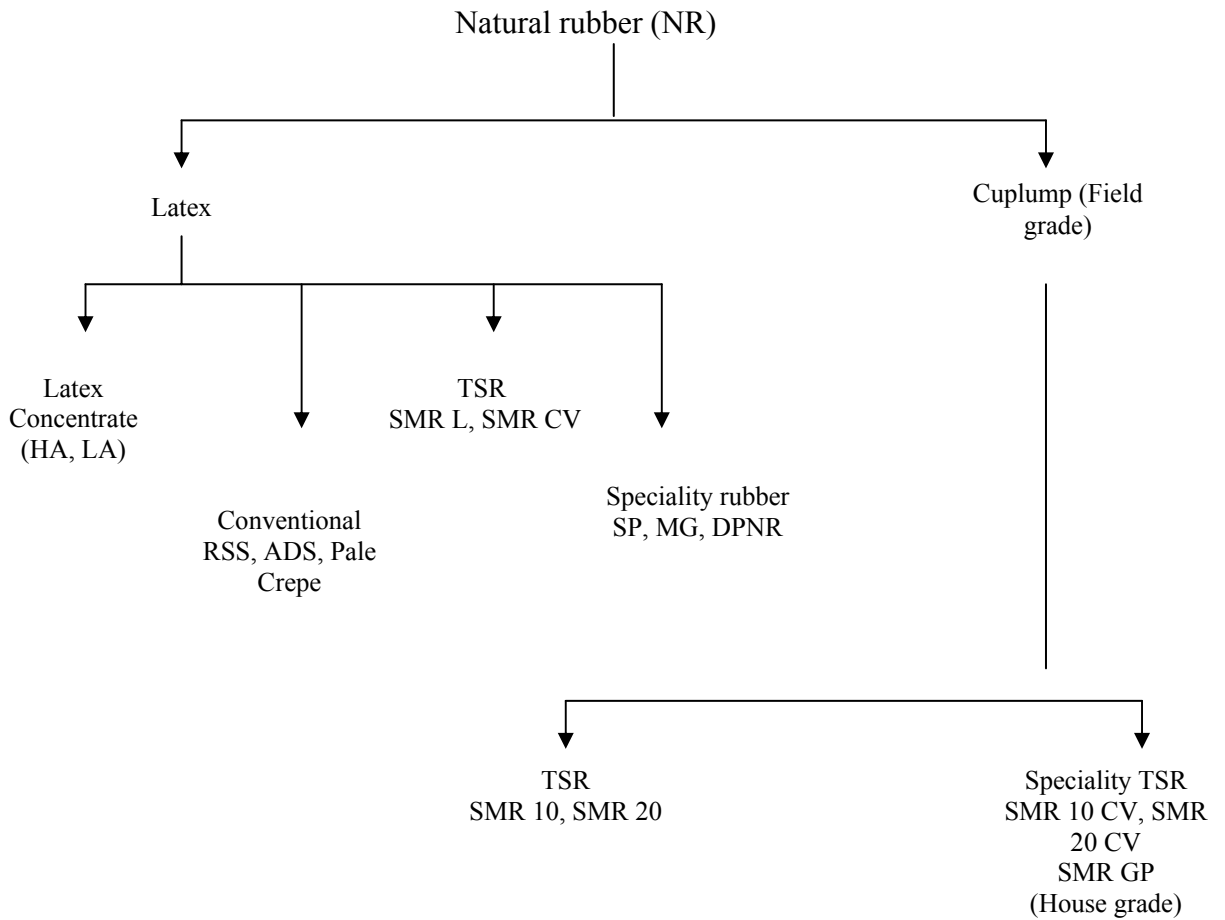 Natural rubber (NR)
Latex
Cuplump (Field
grade)
Latex
Concentrate
(HA, LA)
Conventional
RSS, ADS, Pale
Crepe
TSR
SMR L, SMR CV
Speciality rubber
SP, MG, DPNR
TSR
SMR 10, SMR 20
Speciality TSR
SMR 10 CV, SMR
20 CV
SMR GP
(House grade)